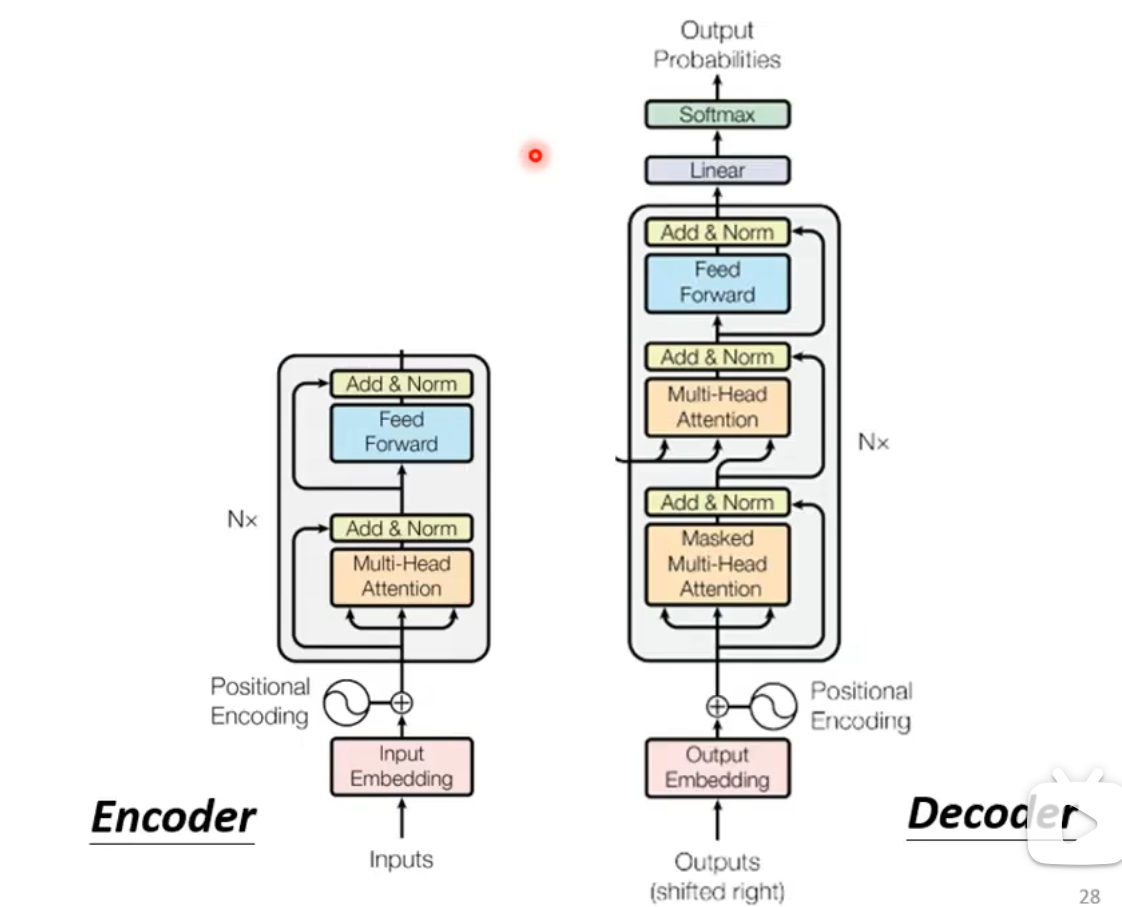 Add & Norm
Feed
Forward
Add & Norm
Multi-Head
Attention
Nx
Positional
Encoding
Input
Embedding
Inputs
Encoder
Output
Probabilities
Softmax
Linear
Add & Norm
Feed
Forward
Add & Norm
Multi-Head
Attention
Nx
Add & Norm
Masked
Multi-Head
Attention
Positional
Encoding
Output
Embedding
Outputs
(shifted right)
Decoder
28